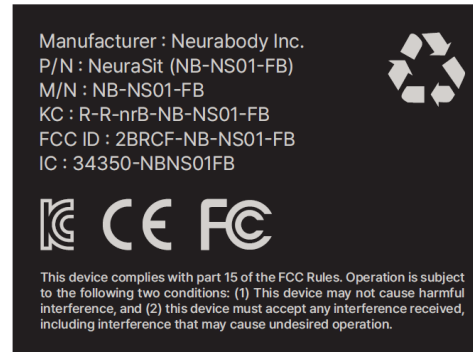 Manufacturer : Neurabody Inc.
P/N : NeuraSit (NB-NS01-FB)
M/N : NB-NS01-FB
KC : R-R-nrB-NB-NS01-FB
FCC ID : 2BRCF-NB-NS01-FB
IC : 34350-NBNS01FB
KC CE FC
This device complies with part 15 of the FCC Rules. Operation is subject
to the following two conditions: (1) This device may not cause harmful
interference, and (2) this device must accept any interference received,
including interference that may cause undesired operation.